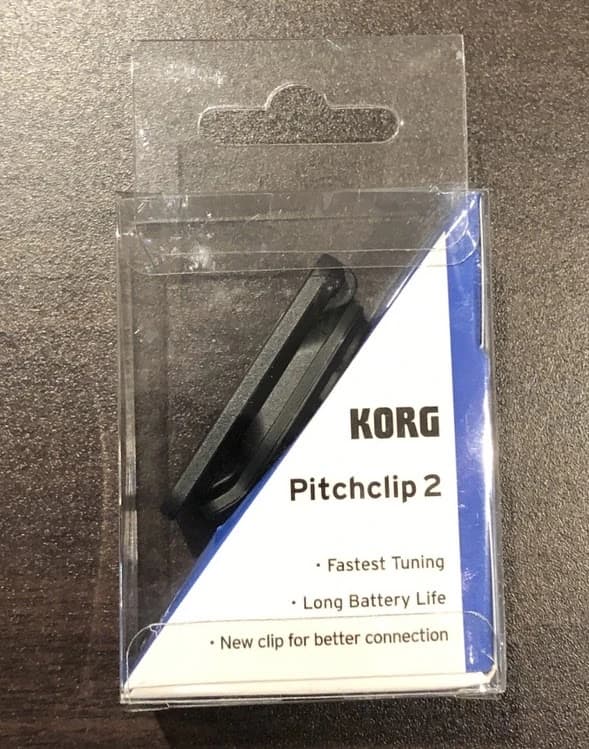 KORG
Pitchclip 2
· Fastest Tuning
· Long Battery Life
· New clip for better connection